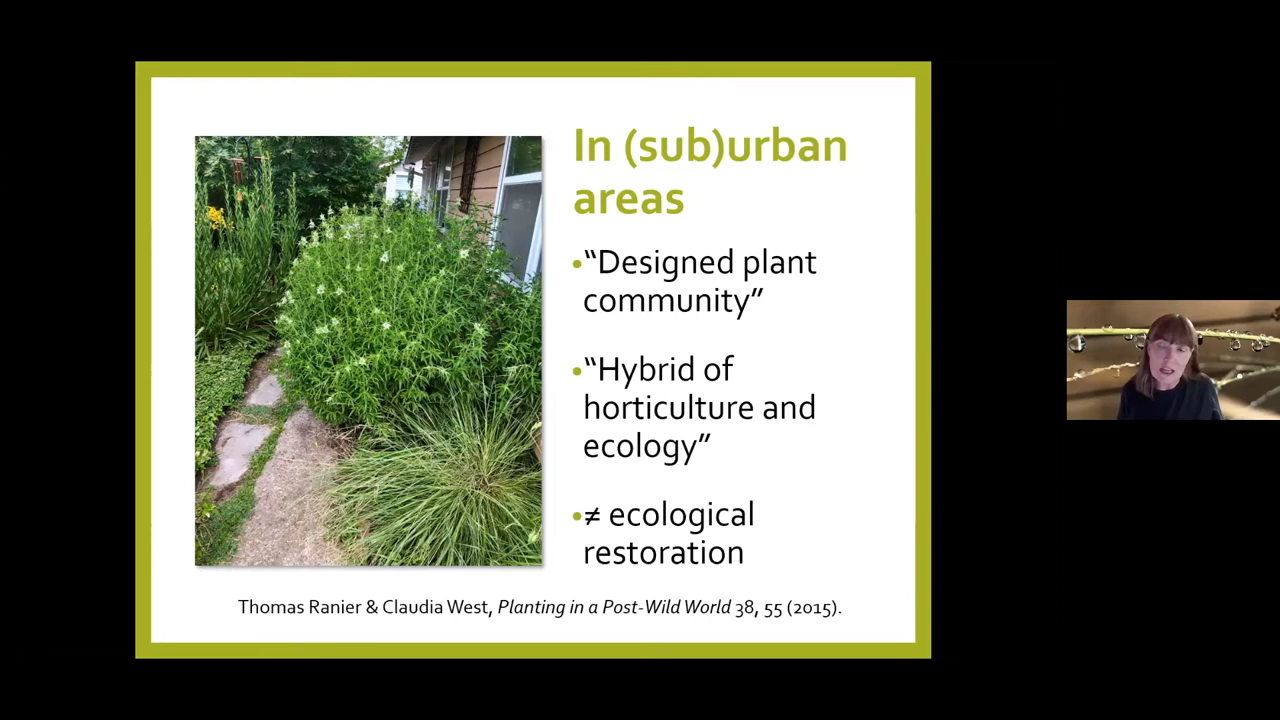 In (sub)urban
areas
•“Designed plant
community”
•“Hybrid of
horticulture and
ecology”
•≠ ecological
restoration
Thomas Ranier & Claudia West, Planting in a Post-Wild World 38, 55 (2015).